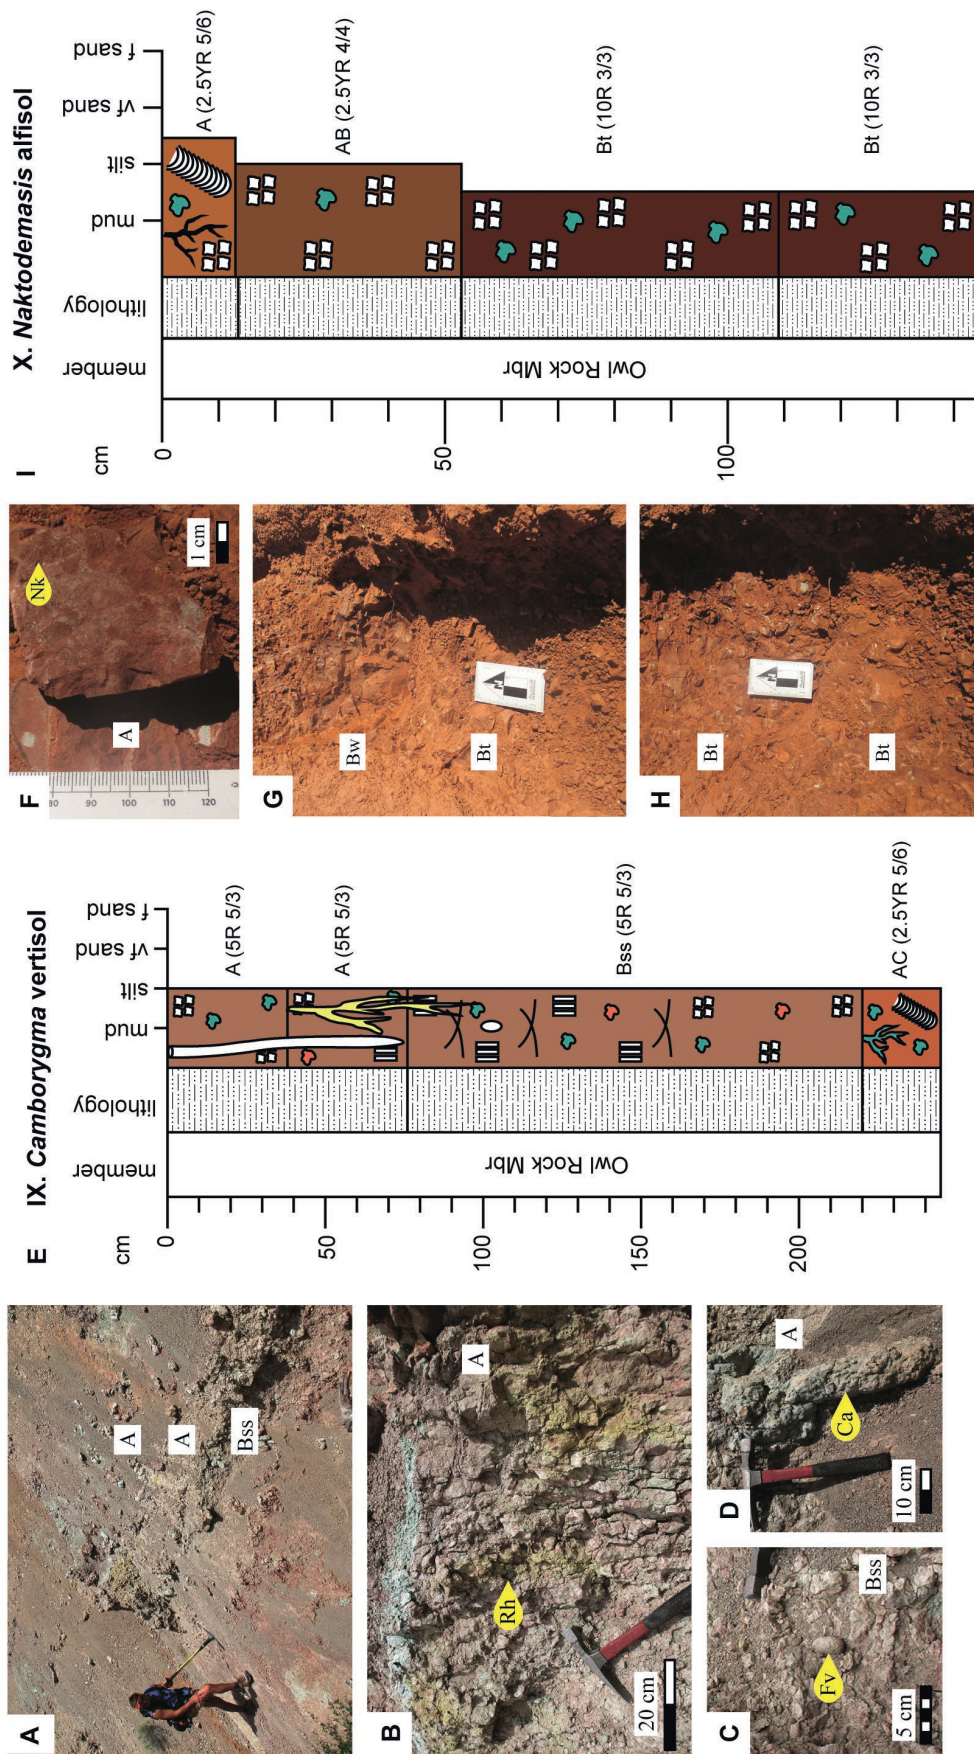 A
A
A
Bss
B
A
Rh
20 cm
C
Bss
Fv
5 cm
D
A
Ca
10 cm
E
IX. Camborygma vertisol
cm
member
lithology
mud
silt
vf sand
f sand
0
50
100
150
200
Owl Rock Mbr
A (5R 5/3)
A (5R 5/3)
Bss (5R 5/3)
AC (2.5YR 5/6)
F
Nk
A
1 cm
80
90
100
110
120
G
Bw
Bt
H
Bt
Bt
I
X. Naktodemasis alfisol
cm
member
lithology
mud
silt
vf sand
f sand
0
50
100
Owl Rock Mbr
A (2.5YR 5/6)
AB (2.5YR 4/4)
Bt (10R 3/3)
Bt (10R 3/3)